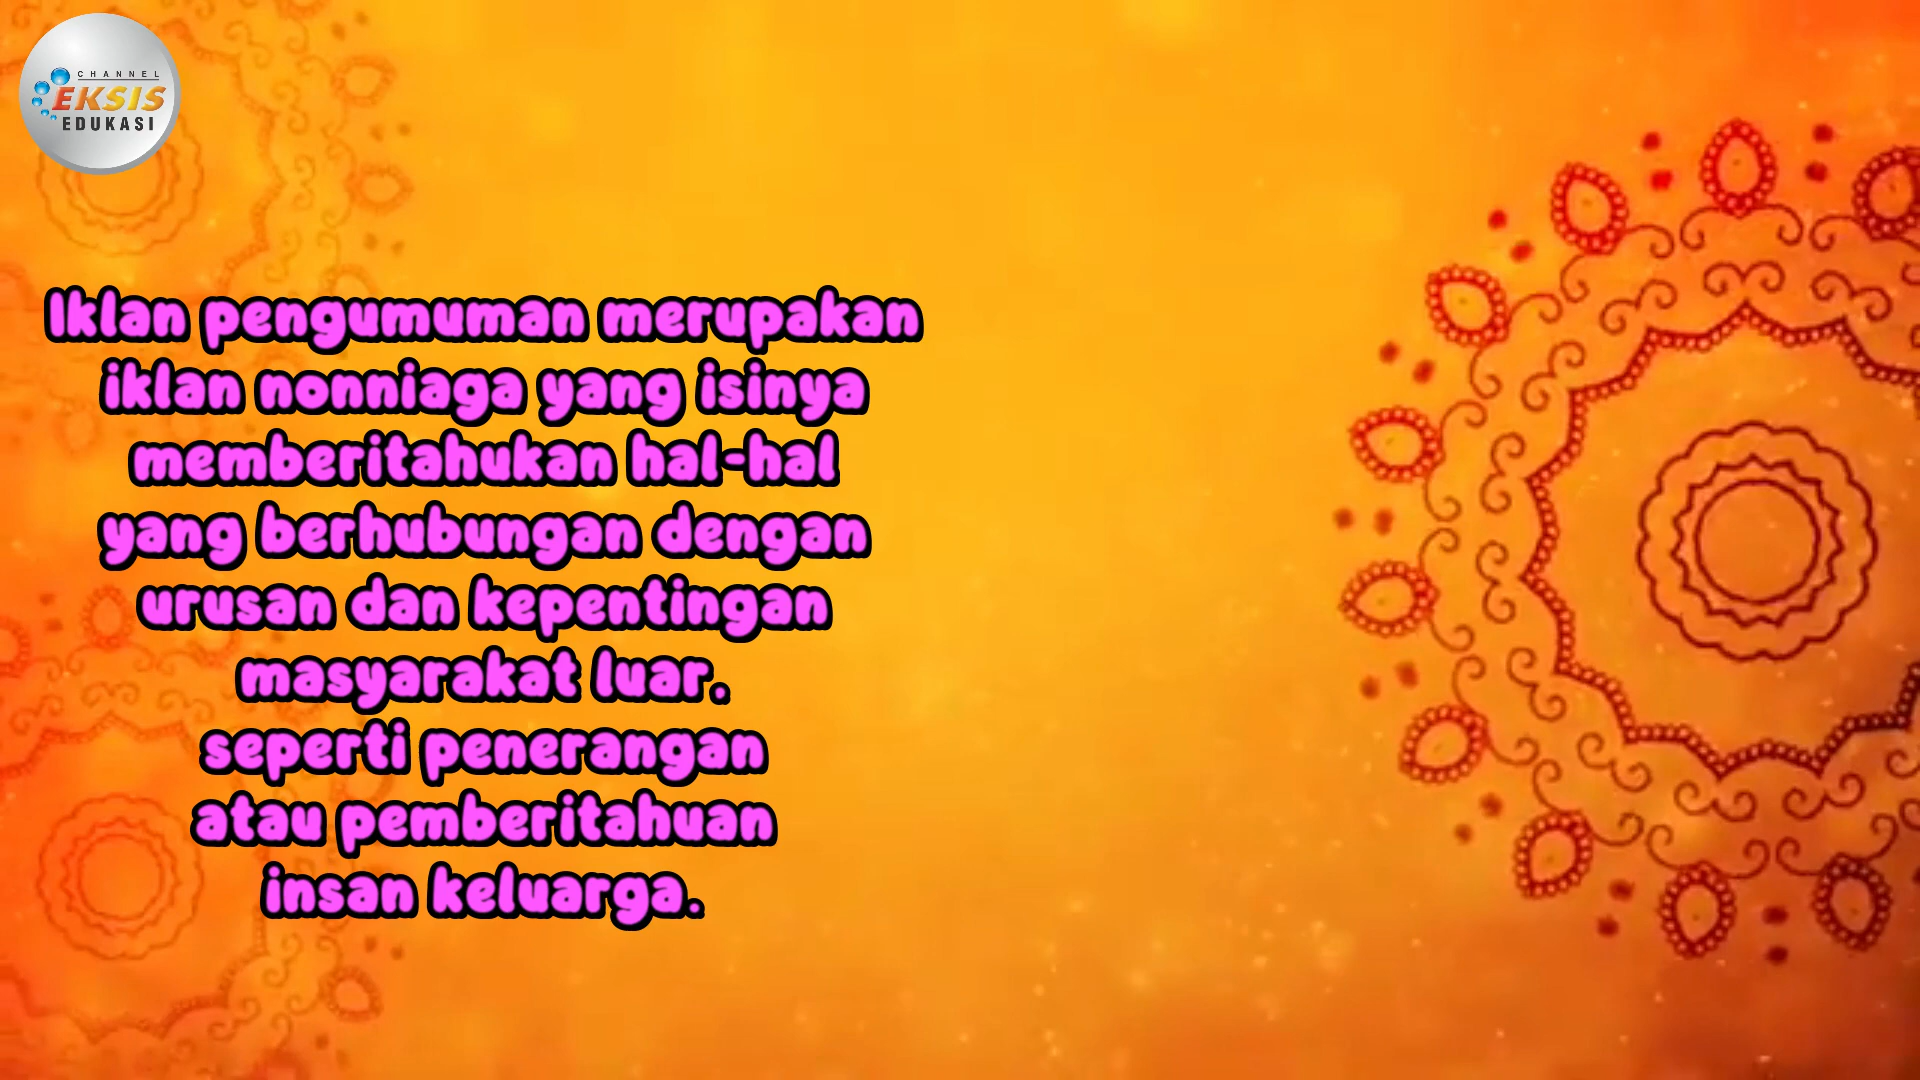 CHANNEL
EKSIS
EDUKASI
Iklan pengumuman merupakan
iklan nonniaga yang isinya
memberitahukan hal-hal
yang berhubungan dengan
urusan dan kepentingan
masyarakat luar.
seperti penerangan
atau pemberitahuan
insan keluarga.